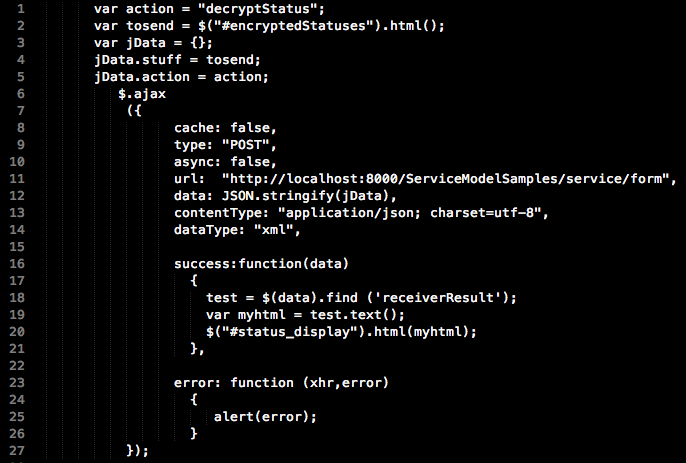 1 var action = "decryptStatus";
2 var tosend = $("#encryptedStatuses").html();
3 var jData = {};
4 jData.stuff = tosend;
5 jData.action = action;
6 $.ajax
7 ({
8 cache: false,
9 type: "POST",
10 async: false,
11 url:  "http://localhost:8000/ServiceModelSamples/service/form",
12 data: JSON.stringify(jData),
13 contentType: "application/json; charset=utf-8",
14 dataType: "xml",
15
16 success:function(data)
17 {
18 test = $(data).find ('receiverResult');
19 var myhtml = test.text();
20 $("#status_display").html(myhtml);
21 },
22
23 error: function (xhr,error)
24 {
25 alert(error);
26 }
27 });